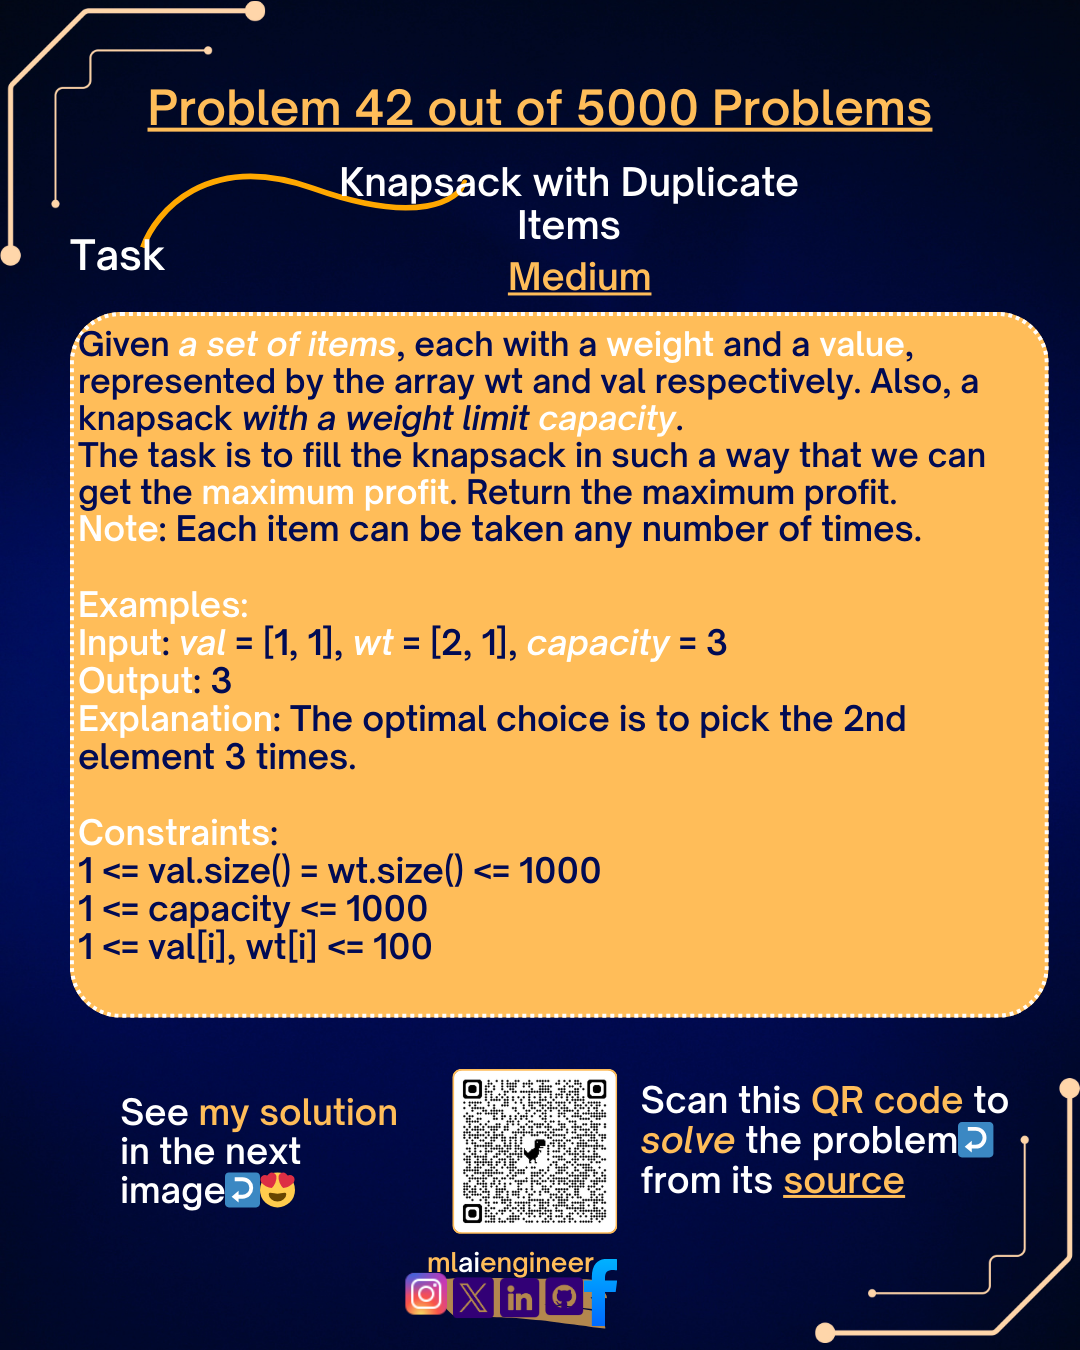 Problem 42 out of 5000 Problems
Knapsack with Duplicate
Items
Task
Medium
Given a set of items, each with a weight and a value,
represented by the array wt and val respectively. Also, a
knapsack with a weight limit capacity.
The task is to fill the knapsack in such a way that we can
get the maximum profit. Return the maximum profit.
Note: Each item can be taken any number of times.
Examples:
Input: val = [1, 1], wt = [2, 1], capacity = 3
Output: 3
Explanation: The optimal choice is to pick the 2nd
element 3 times.
Constraints:
1 <= val.size() = wt.size() <= 1000
1 <= capacity <= 1000
1 <= val[i], wt[i] <= 100
See my solution
in the next
image
Scan this QR code to
solve the problem
from its source
mlaiengineer